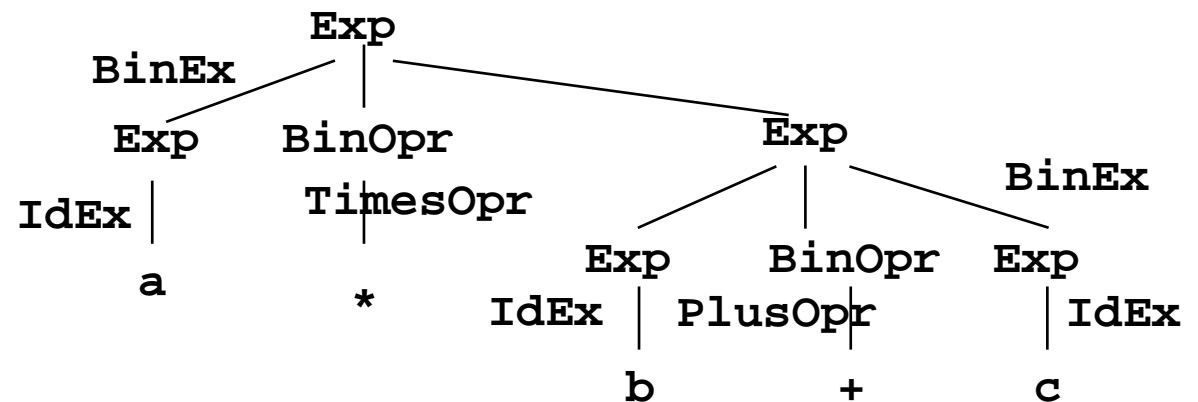 Exp
BinEx
Exp BinOpr Exp
BinEx
IdEx TimesOpr
Exp BinOpr Exp
a *
IdEx PlusOpr IdEx
b + c